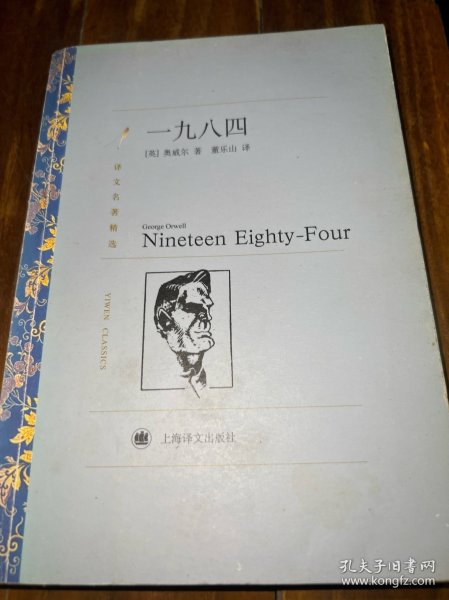 一九八四
[英] 奥威尔 著 董乐山 译
译文名著精选
George Orwell
Nineteen Eighty-Four
YIWEN CLASSICS
上海译文出版社
孔夫子旧书网
www.kongfz.com